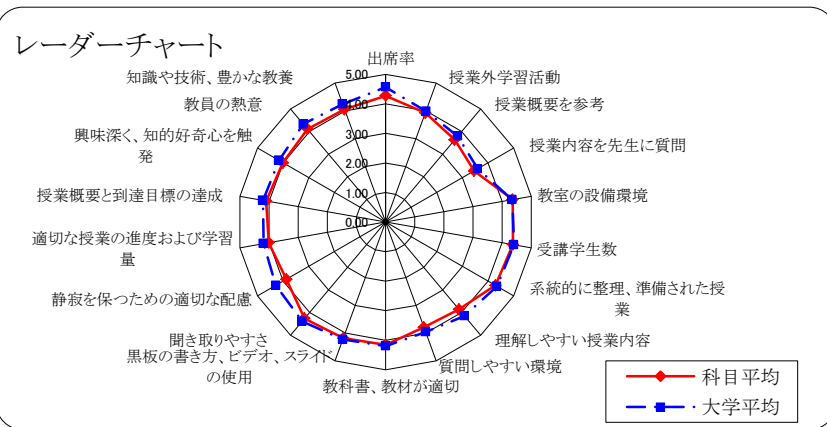 レーダーチャート
出席率
授業外学習活動
授業概要を参考
授業内容を先生に質問
教室の設備環境
受講学生数
系統的に整理、準備された授
業
理解しやすい授業内容
質問しやすい環境
教科書、教材が適切
黒板の書き方、ビデオ、スライド
の使用
聞き取りやすさ
静寂を保つための適切な配慮
適切な授業の進度および学習
量
授業概要と到達目標の達成
興味深く、知的好奇心を触
発
教員の熱意
知識や技術、豊かな教養
5.00
4.00
3.00
2.00
1.00
0.00
科目平均
大学平均